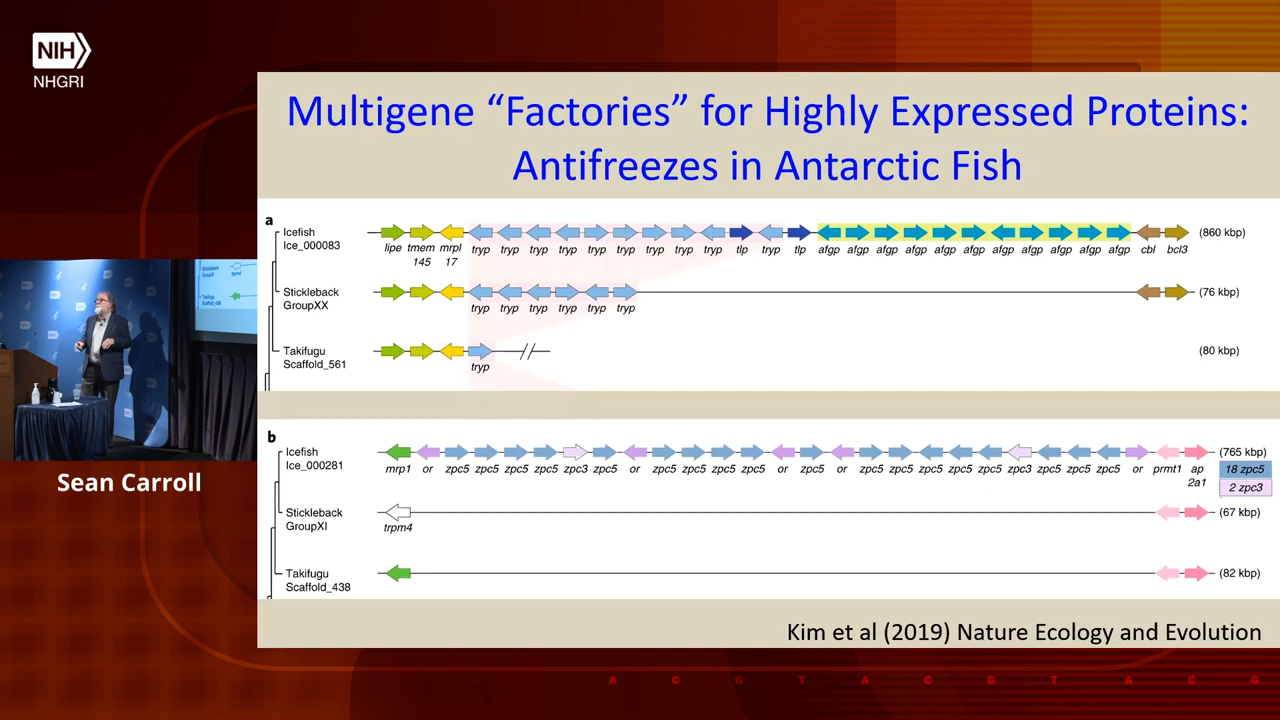 NIH
NHGRI
Multigene “Factories” for Highly Expressed Proteins:
Antifreezes in Antarctic Fish
a
Icefish
Ice_000083
(860 kbp)
lipe tmem mrpl tryp tryp tryp tryp tryp tryp tryp tryp tryp tlp tryp tlp afgp afgp afgp afgp afgp afgp afgp afgp afgp afgp afgp cbl bcl3
145 17
Stickleback
GroupXX
(76 kbp)
tryp tryp tryp tryp tryp tryp
Takifugu
Scaffold_561
(80 kbp)
tryp
b
Icefish
Ice_000281
(765 kbp)
mrp1 or zpc5 zpc5 zpc5 zpc5 zpc3 zpc5 or zpc5 zpc5 zpc5 zpc5 or zpc5 or zpc5 zpc5 zpc5 zpc5 zpc5 zpc3 zpc5 zpc5 zpc5 or prmt1 ap
2a1
18 zpc5
2 zpc3
Stickleback
GroupXI
(67 kbp)
trpm4
Takifugu
Scaffold_438
(82 kbp)
Kim et al (2019) Nature Ecology and Evolution
Sean Carroll
A C G T A C G T A C G